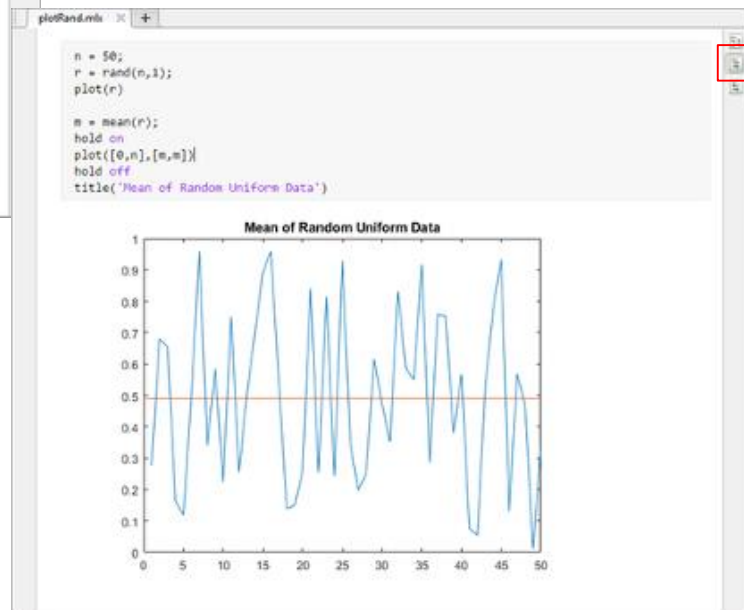 plotRand.mlx
n = 50;
r = rand(n,1);
plot(r)
m = mean(r);
hold on
plot([0,n],[m,m])
hold off
title('Mean of Random Uniform Data')
Mean of Random Uniform Data
1
0.9
0.8
0.7
0.6
0.5
0.4
0.3
0.2
0.1
0
0 5 10 15 20 25 30 35 40 45 50